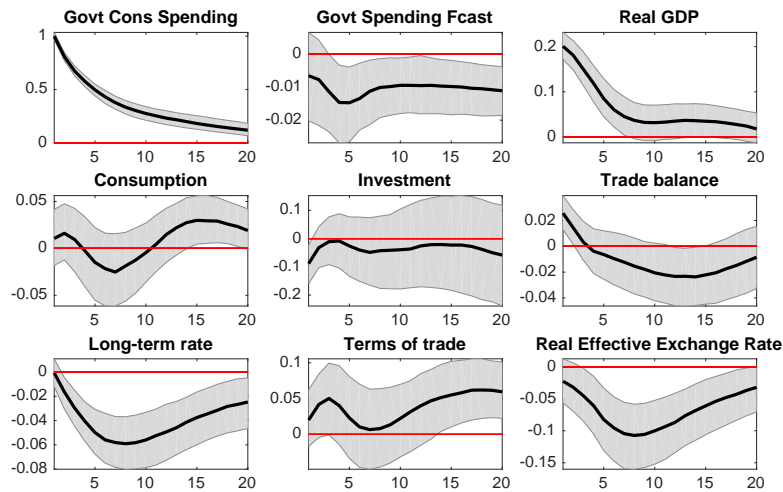 Govt Cons Spending
1
0.5
0
5 10 15 20
Govt Spending Fcast
0
-0.01
-0.02
5 10 15 20
Real GDP
0.2
0.1
0
5 10 15 20
Consumption
0.05
0
-0.05
5 10 15 20
Investment
0.1
0
-0.1
-0.2
5 10 15 20
Trade balance
0.02
0
-0.02
-0.04
5 10 15 20
Long-term rate
0
-0.02
-0.04
-0.06
-0.08
5 10 15 20
Terms of trade
0.1
0.05
0
5 10 15 20
Real Effective Exchange Rate
0
-0.05
-0.1
-0.15
5 10 15 20